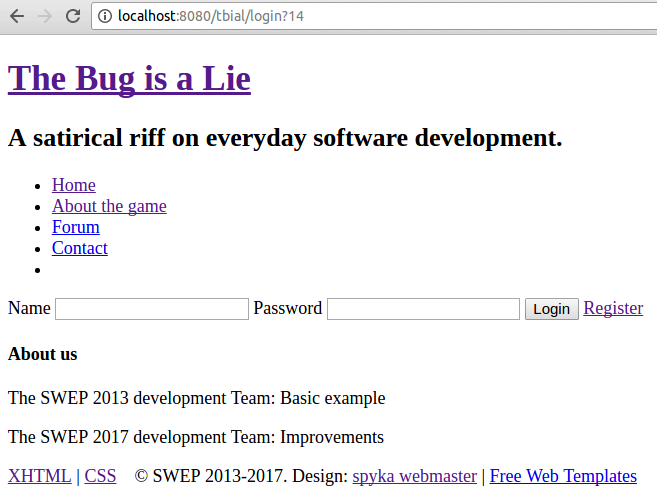 localhost:8080/tbial/login?14
The Bug is a Lie
A satirical riff on everyday software development.
Home
About the game
Forum
Contact
Name Password Login Register
About us
The SWEP 2013 development Team: Basic example
The SWEP 2017 development Team: Improvements
XHTML | CSS © SWEP 2013-2017. Design: spyka webmaster | Free Web Templates